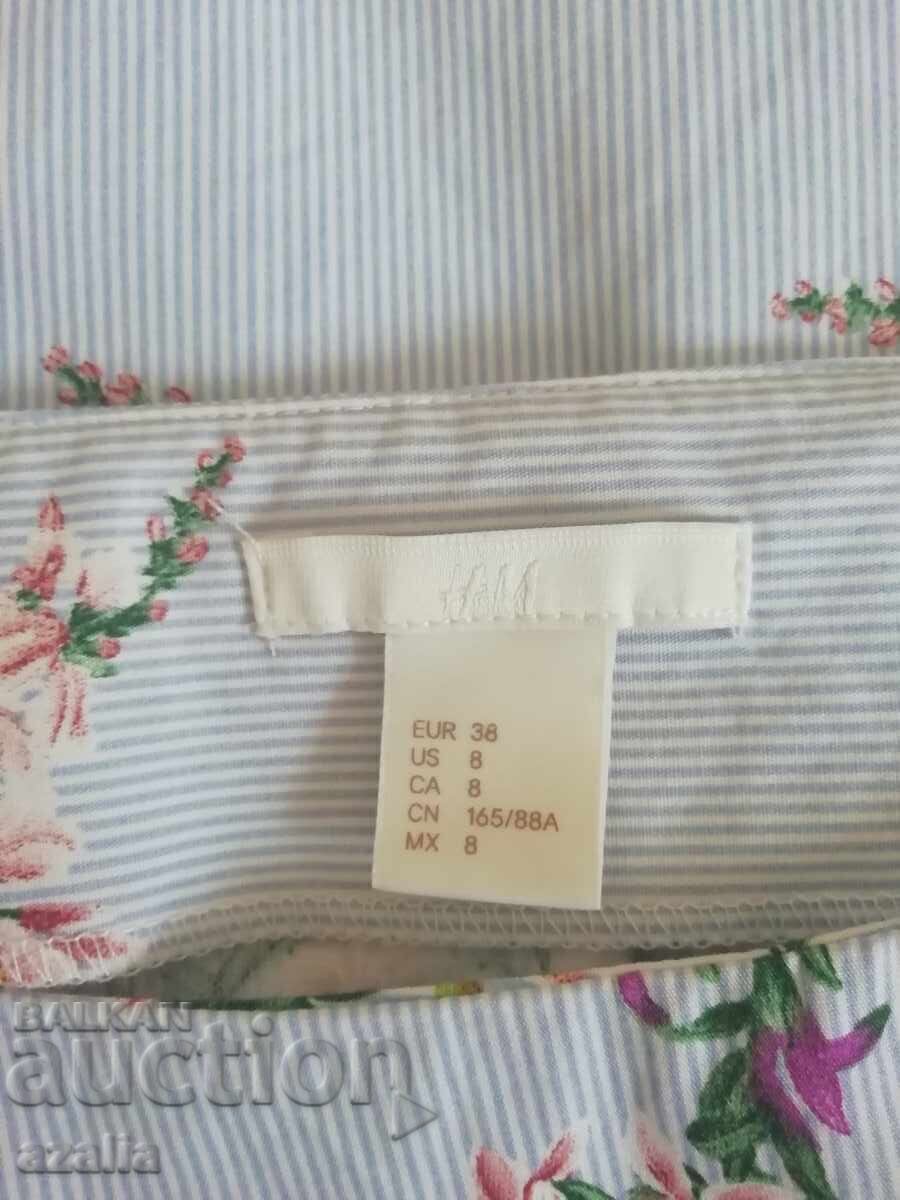 H&M
EUR 38
US 8
CA 8
CN 165/88A
MX 8
BALKAN
auction
azalia